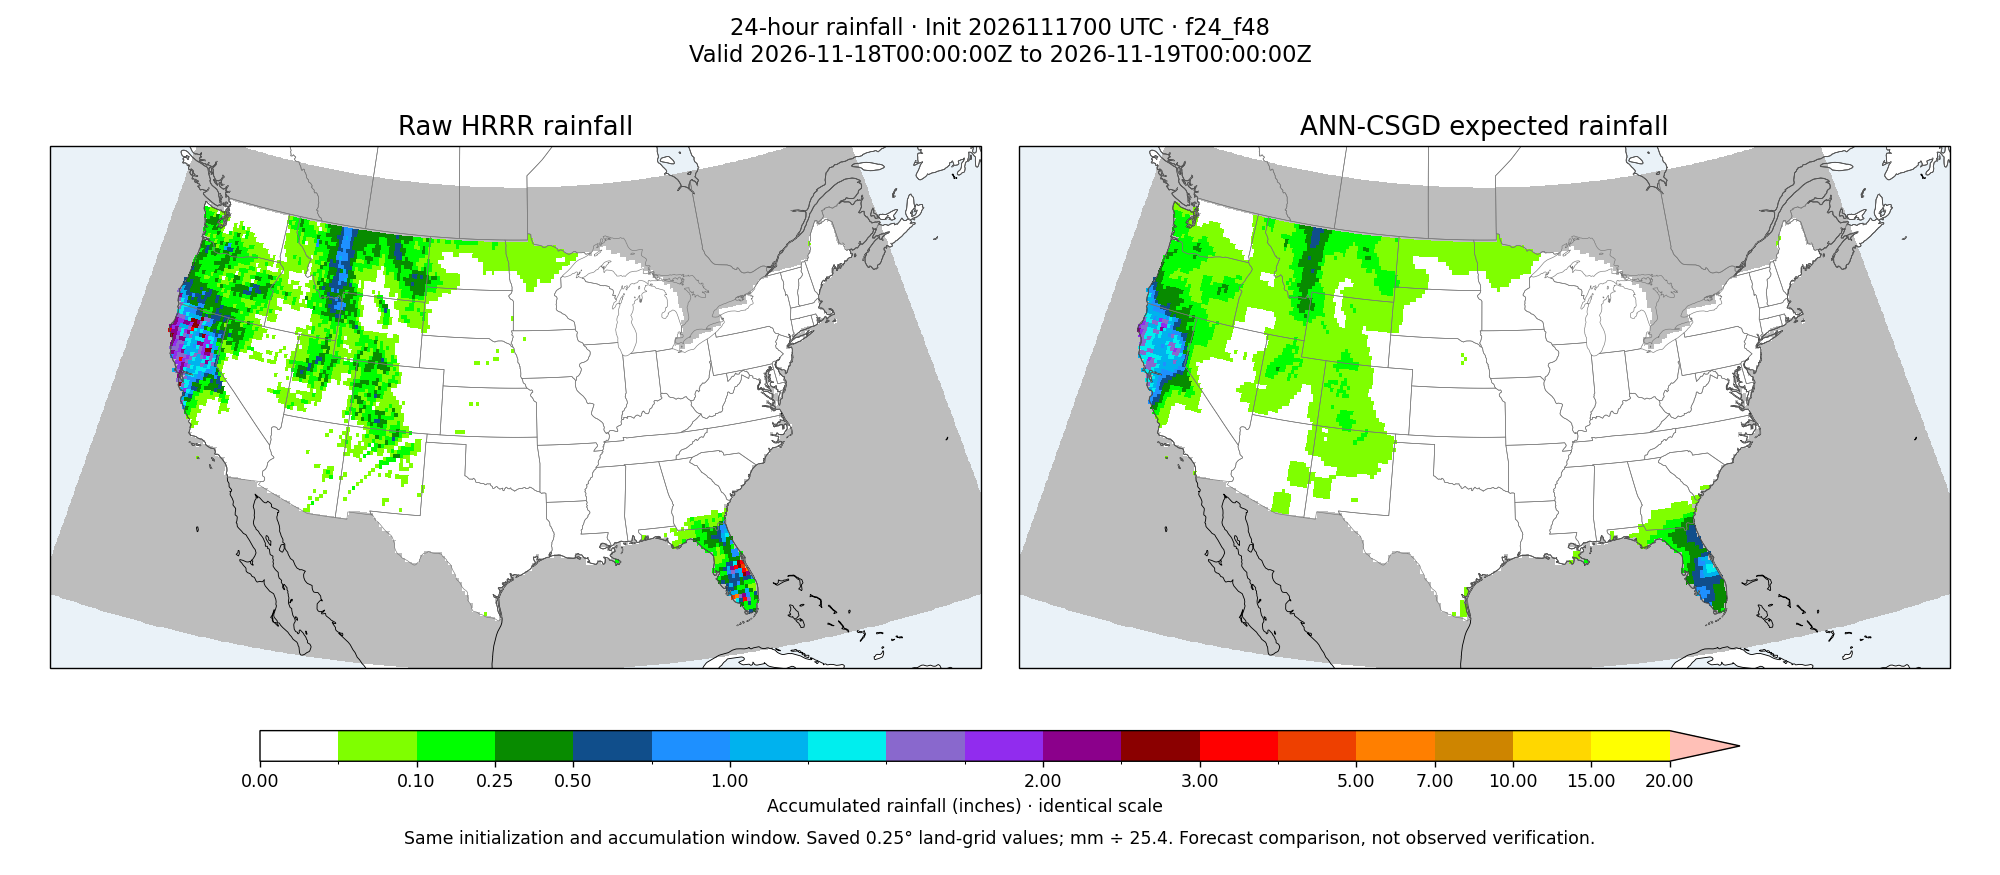 24-hour rainfall · Init 2026111700 UTC · f24_f48
Valid 2026-11-18T00:00:00Z to 2026-11-19T00:00:00Z
Raw HRRR rainfall
ANN-CSGD expected rainfall
0.00 0.10 0.25 0.50 1.00 2.00 3.00 5.00 7.00 10.00 15.00 20.00
Accumulated rainfall (inches) · identical scale
Same initialization and accumulation window. Saved 0.25° land-grid values; mm ÷ 25.4. Forecast comparison, not observed verification.